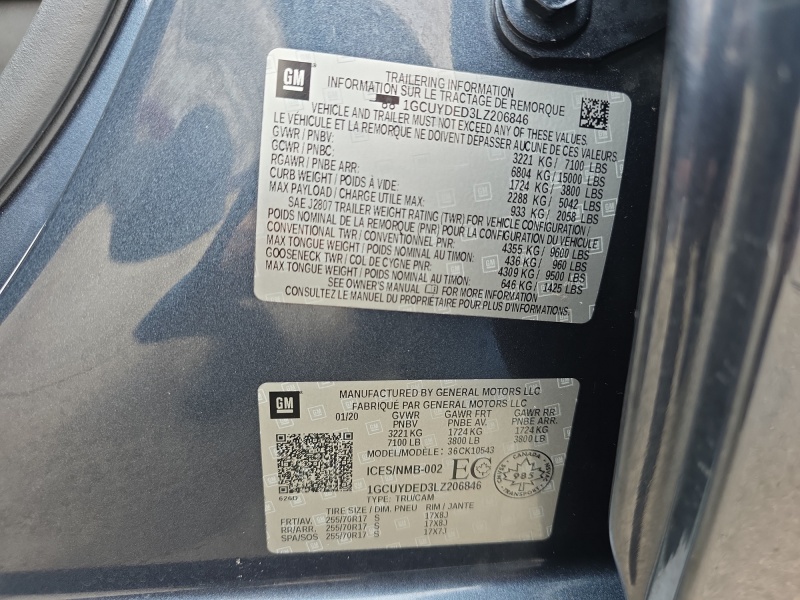 GM
TRAILERING INFORMATION
INFORMATION SUR LE TRACTAGE DE REMORQUE
1GCUYDED3LZ206846
VEHICLE AND TRAILER MUST NOT EXCEED ANY OF THESE VALUES.
LE VÉHICULE ET LA REMORQUE NE DOIVENT DÉPASSER AUCUNE DE CES VALEURS.
GVWR / PNBV: 3221 KG / 7100 LBS
GCWR / PNBC: 6804 KG / 15000 LBS
RGAWR / PNBE ARR: 1724 KG / 3800 LBS
CURB WEIGHT / POIDS À VIDE: 2288 KG / 5042 LBS
MAX PAYLOAD / CHARGE UTILE MAX: 933 KG / 2058 LBS
SAE J2807 TRAILER WEIGHT RATING (TWR) FOR VEHICLE CONFIGURATION
POIDS NOMINAL DE LA REMORQUE (PNR) POUR LA CONFIGURATION DU VÉHICULE
CONVENTIONAL TWR / CONVENTIONNEL PNR: 4355 KG / 9600 LBS
MAX TONGUE WEIGHT / POIDS NOMINAL AU TIMON: 436 KG / 960 LBS
GOOSENECK TWR / COL DE CYGNE PNR: 4309 KG / 9500 LBS
MAX TONGUE WEIGHT / POIDS NOMINAL AU TIMON: 646 KG / 1425 LBS
SEE OWNER'S MANUAL FOR MORE INFORMATION
CONSULTEZ LE MANUEL DU PROPRIÉTAIRE POUR PLUS D'INFORMATIONS
GM
MANUFACTURED BY GENERAL MOTORS LLC
FABRIQUÉ PAR GENERAL MOTORS LLC
01/20 GVWR GAWR FRT GAWR RR
PNBV PNBE AV. PNBE ARR.
3221 KG 1724 KG 1724 KG
7100 LB 3800 LB 3800 LB
MODEL/MODÈLE: 36CK10543
ICES/NMB-002 EC CANADA 985 TRANSPORT
1GCUYDED3LZ206846
TYPE: TRU/CAM
TIRE SIZE / DIM. PNEU RIM / JANTE
FRT/AV. 255/70R17 S 17X8J
RR/ARR. 255/70R17 S 17X8J
SPA/SOS 255/70R17 S 17X7J